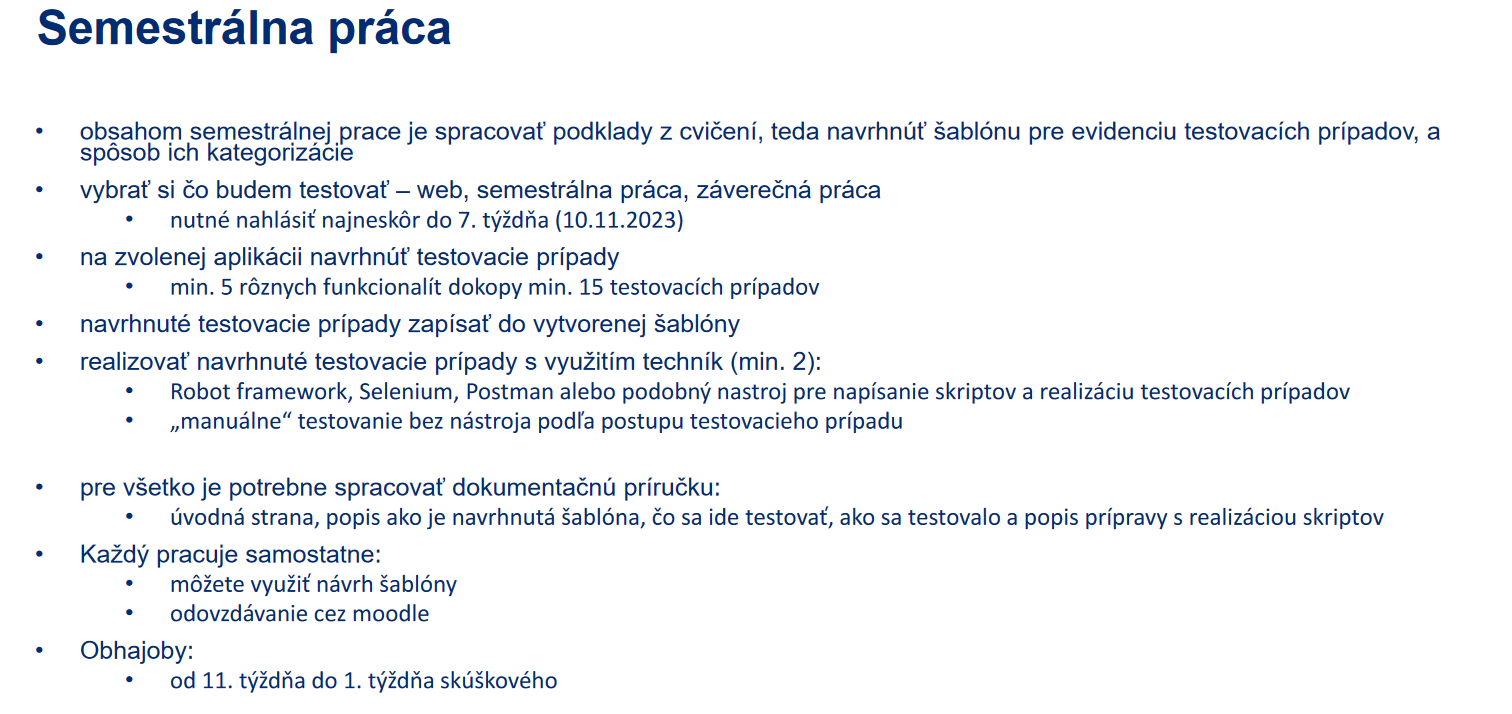 Semestrálna práca
• obsahom semestrálnej prace je spracovať podklady z cvičení, teda navrhnúť šablónu pre evidenciu testovacích prípadov, a
spôsob ich kategorizácie
• vybrať si čo budem testovať – web, semestrálna práca, záverečná práca
• nutné nahlásiť najneskôr do 7. týždňa (10.11.2023)
• na zvolenej aplikácii navrhnúť testovacie prípady
• min. 5 rôznych funkcionalít dokopy min. 15 testovacích prípadov
• navrhnuté testovacie prípady zapísať do vytvorenej šablóny
• realizovať navrhnuté testovacie prípady s využitím techník (min. 2):
• Robot framework, Selenium, Postman alebo podobný nastroj pre napísanie skriptov a realizáciu testovacích prípadov
• „manuálne“ testovanie bez nástroja podľa postupu testovacieho prípadu
• pre všetko je potrebne spracovať dokumentačnú príručku:
• úvodná strana, popis ako je navrhnutá šablóna, čo sa ide testovať, ako sa testovalo a popis prípravy s realizáciou skriptov
• Každý pracuje samostatne:
• môžete využiť návrh šablóny
• odovzdávanie cez moodle
• Obhajoby:
• od 11. týždňa do 1. týždňa skúškového